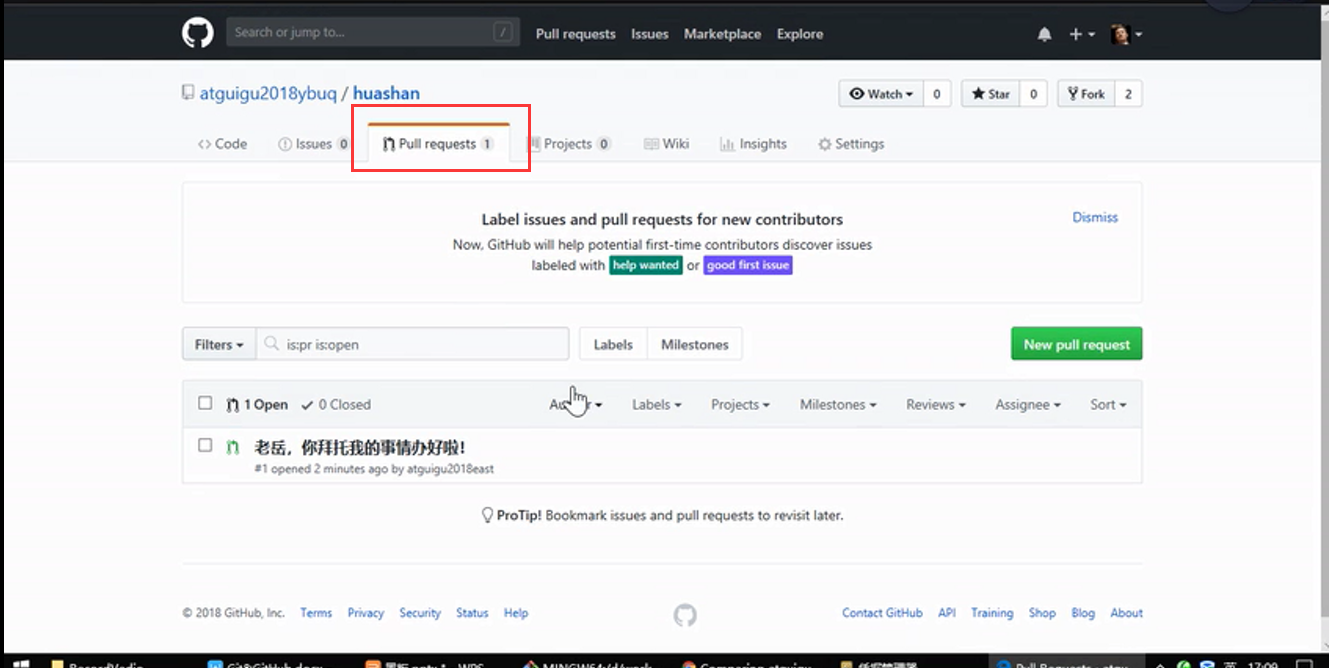 Search or jump to... /
Pull requests Issues Marketplace Explore
atguigu2018ybuq / huashan
Watch 0 Star 0 Fork 2
Code Issues 0 Pull requests 1 Projects 0 Wiki Insights Settings
Label issues and pull requests for new contributors
Dismiss
Now, GitHub will help potential first-time contributors discover issues
labeled with help wanted or good first issue
Filters is:pr is:open Labels Milestones New pull request
1 Open 0 Closed Labels Projects Milestones Reviews Assignee Sort
老岳，你拜托我的事情办好啦！
#1 opened 2 minutes ago by atguigu2018east
ProTip! Bookmark issues and pull requests to revisit later.
© 2018 GitHub, Inc. Terms Privacy Security Status Help
Contact GitHub API Training Shop Blog About